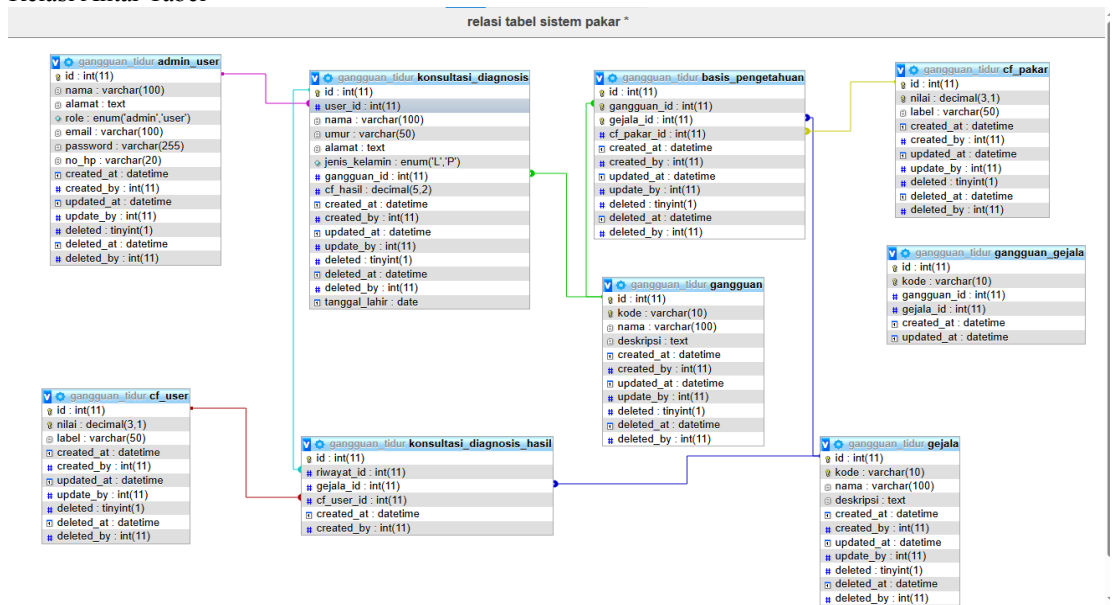 Relasi Antar Tabel
relasi tabel sistem pakar *
gangguan_tidur admin_user
id : int(11)
nama : varchar(100)
alamat : text
role : enum('admin','user')
email : varchar(100)
password : varchar(255)
no_hp : varchar(20)
created_at : datetime
created_by : int(11)
updated_at : datetime
update_by : int(11)
deleted : tinyint(1)
deleted_at : datetime
deleted_by : int(11)
gangguan_tidur konsultasi_diagnosis
id : int(11)
user_id : int(11)
nama : varchar(100)
umur : varchar(50)
alamat : text
jenis_kelamin : enum('L','P')
gangguan_id : int(11)
cf_hasil : decimal(5,2)
created_at : datetime
created_by : int(11)
updated_at : datetime
update_by : int(11)
deleted : tinyint(1)
deleted_at : datetime
deleted_by : int(11)
tanggal_lahir : date
gangguan_tidur basis_pengetahuan
id : int(11)
gangguan_id : int(11)
gejala_id : int(11)
cf_pakar_id : int(11)
created_at : datetime
created_by : int(11)
updated_at : datetime
update_by : int(11)
deleted : tinyint(1)
deleted_at : datetime
deleted_by : int(11)
gangguan_tidur cf_pakar
id : int(11)
nilai : decimal(3,1)
label : varchar(50)
created_at : datetime
created_by : int(11)
updated_at : datetime
update_by : int(11)
deleted : tinyint(1)
deleted_at : datetime
deleted_by : int(11)
gangguan_tidur gangguan_gejala
id : int(11)
kode : varchar(10)
gangguan_id : int(11)
gejala_id : int(11)
created_at : datetime
updated_at : datetime
gangguan_tidur gangguan
id : int(11)
kode : varchar(10)
nama : varchar(100)
deskripsi : text
created_at : datetime
created_by : int(11)
updated_at : datetime
update_by : int(11)
deleted : tinyint(1)
deleted_at : datetime
deleted_by : int(11)
gangguan_tidur cf_user
id : int(11)
nilai : decimal(3,1)
label : varchar(50)
created_at : datetime
created_by : int(11)
updated_at : datetime
update_by : int(11)
deleted : tinyint(1)
deleted_at : datetime
deleted_by : int(11)
gangguan_tidur konsultasi_diagnosis_hasil
id : int(11)
riwayat_id : int(11)
gejala_id : int(11)
cf_user_id : int(11)
created_at : datetime
created_by : int(11)
gangguan_tidur gejala
id : int(11)
kode : varchar(10)
nama : varchar(100)
deskripsi : text
created_at : datetime
created_by : int(11)
updated_at : datetime
update_by : int(11)
deleted : tinyint(1)
deleted_at : datetime
deleted_by : int(11)